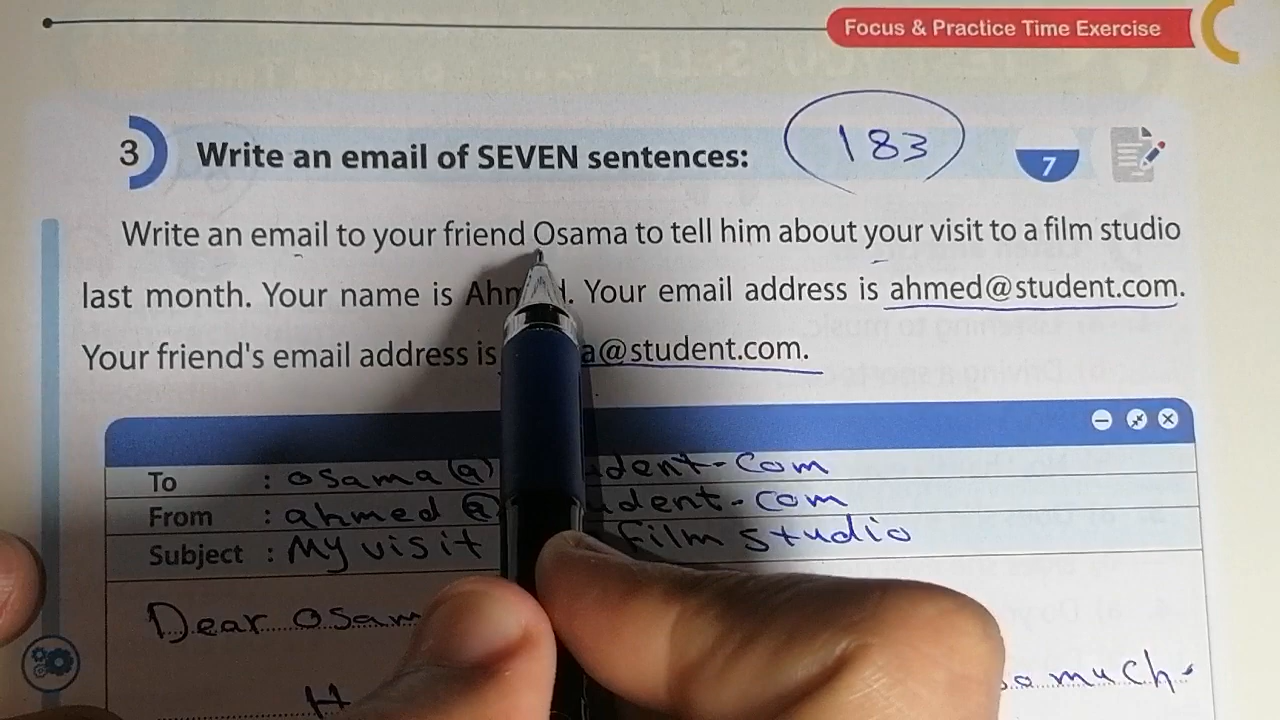 Focus & Practice Time Exercise
3 Write an email of SEVEN sentences: 183 7
Write an email to your friend Osama to tell him about your visit to a film studio
last month. Your name is Your email address is ahmed@student.com.
Your friend's email address is a@student.com.
To : osama@ dent.com
From : ahmed@ udent.com
Subject : My visit film studio
Dear Osam
H much.